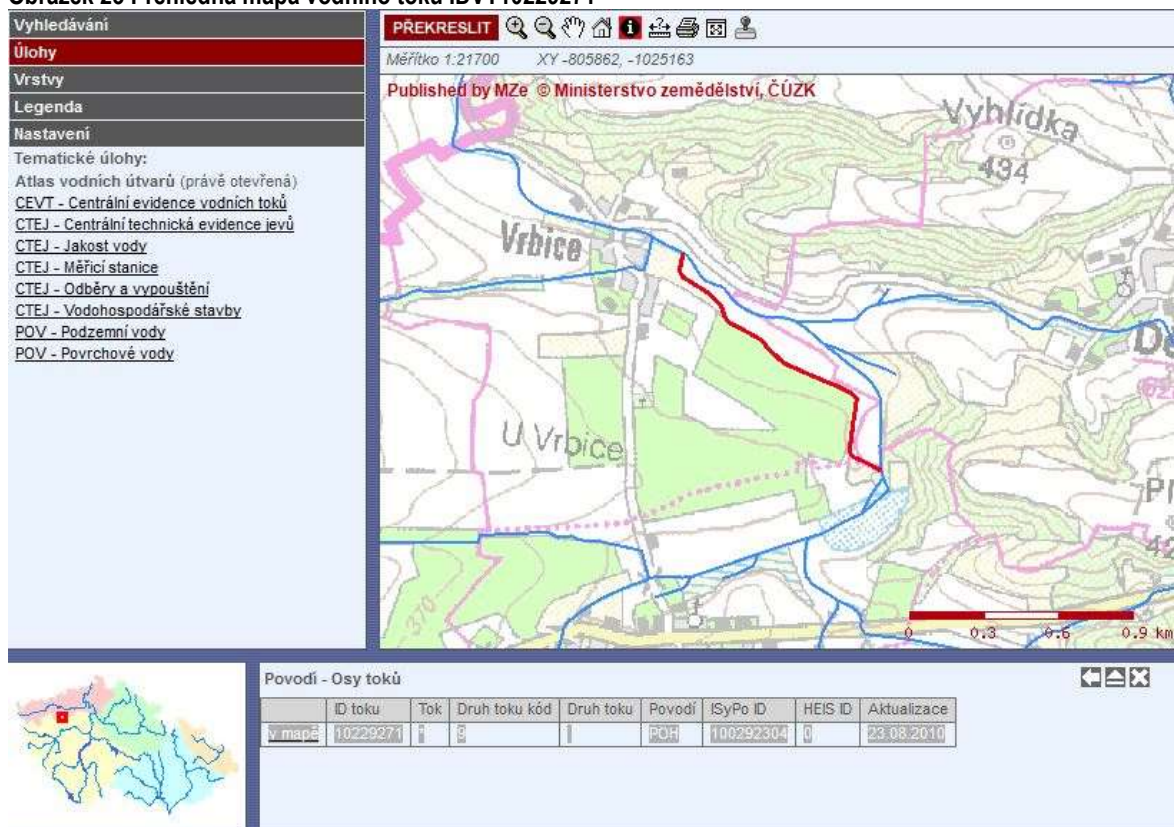 Vyhledávání
Úlohy
Vrstvy
Legenda
Nastavení
Tematické úlohy:
Atlas vodních útvarů (právě otevřená)
CEVT - Centrální evidence vodních toků
CTEJ - Centrální technická evidence jevů
CTEJ - Jakost vody
CTEJ - Měřicí stanice
CTEJ - Odběry a vypouštění
CTEJ - Vodohospodářské stavby
POV - Podzemní vody
POV - Povrchové vody
PŘEKRESLIT
Měřítko 1:21700 XY -805862, -1025163
Published by MZe © Ministerstvo zemědělství, ČÚZK
Vyhlídka
434
Vrbice
U Vrbice
370
0 0.3 0.6 0.9 km
Povodí - Osy toků
ID toku Tok Druh toku kód Druh toku Povodí ISyPo ID HEIS ID Aktualizace
v mapě 10229271 * 9 POH 100292304 0 23.08.2010